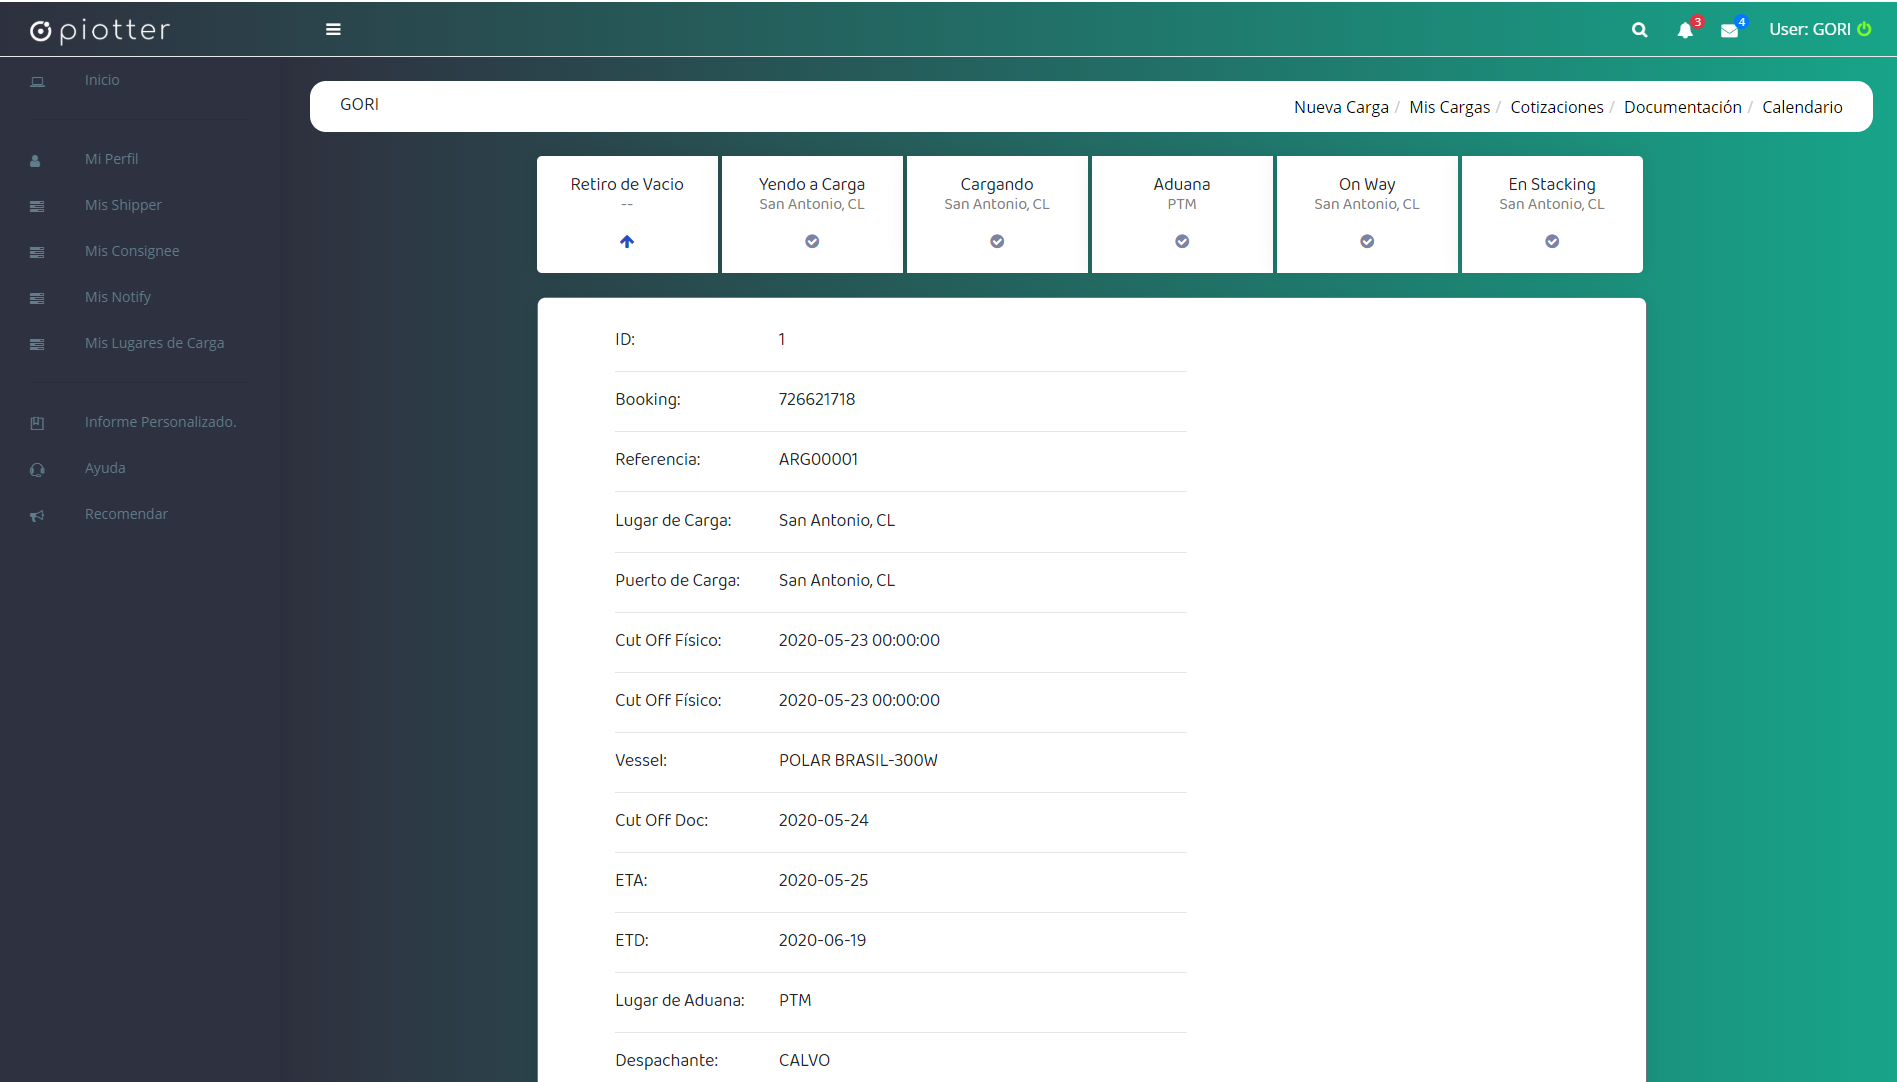 piotter
3
4
User: GORI
Inicio
Mi Perfil
Mis Shipper
Mis Consignee
Mis Notify
Mis Lugares de Carga
Informe Personalizado.
Ayuda
Recomendar
GORI
Nueva Carga / Mis Cargas / Cotizaciones / Documentación / Calendario
Retiro de Vacio
--
Yendo a Carga
San Antonio, CL
Cargando
San Antonio, CL
Aduana
PTM
On Way
San Antonio, CL
En Stacking
San Antonio, CL
ID: 1
Booking: 726621718
Referencia: ARG00001
Lugar de Carga: San Antonio, CL
Puerto de Carga: San Antonio, CL
Cut Off Físico: 2020-05-23 00:00:00
Cut Off Físico: 2020-05-23 00:00:00
Vessel: POLAR BRASIL-300W
Cut Off Doc: 2020-05-24
ETA: 2020-05-25
ETD: 2020-06-19
Lugar de Aduana: PTM
Despachante: CALVO